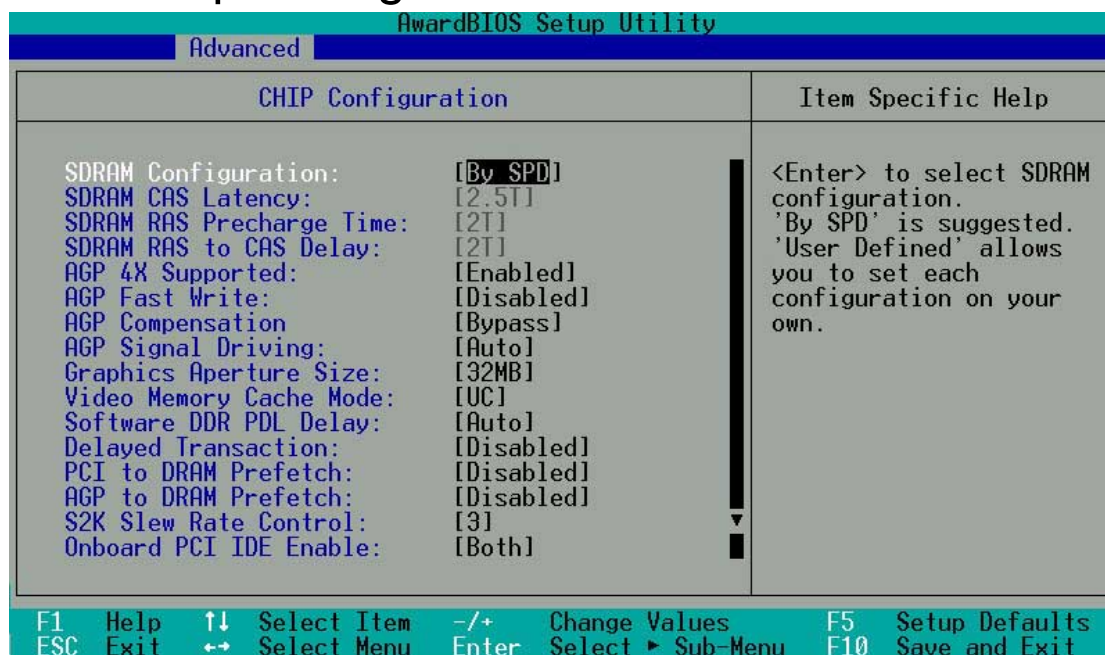 AwardBIOS Setup Utility
Advanced
CHIP Configuration
Item Specific Help
SDRAM Configuration: [By SPD]
SDRAM CAS Latency: [2.5T]
SDRAM RAS Precharge Time: [2T]
SDRAM RAS to CAS Delay: [2T]
AGP 4X Supported: [Enabled]
AGP Fast Write: [Disabled]
AGP Compensation [Bypass]
AGP Signal Driving: [Auto]
Graphics Aperture Size: [32MB]
Video Memory Cache Mode: [UC]
Software DDR PDL Delay: [Auto]
Delayed Transaction: [Disabled]
PCI to DRAM Prefetch: [Disabled]
AGP to DRAM Prefetch: [Disabled]
S2K Slew Rate Control: [3]
Onboard PCI IDE Enable: [Both]
<Enter> to select SDRAM
configuration.
'By SPD' is suggested.
'User Defined' allows
you to set each
configuration on your
own.
F1 Help ↑↓ Select Item -/+ Change Values F5 Setup Defaults
ESC Exit ↔ Select Menu Enter Select ► Sub-Menu F10 Save and Exit